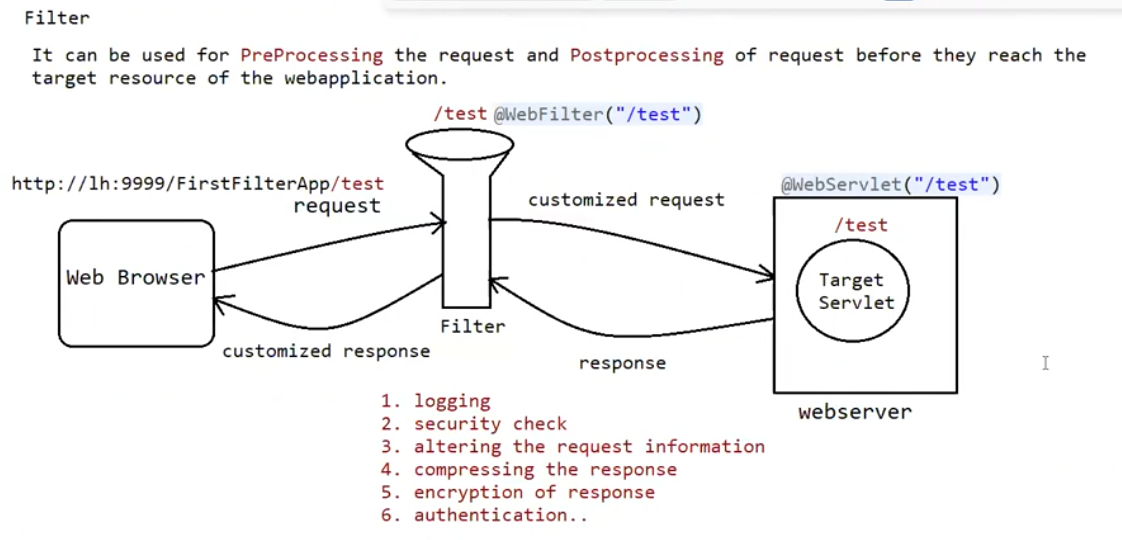 Filter
It can be used for PreProcessing the request and Postprocessing of request before they reach the
target resource of the webapplication.
/test @WebFilter("/test")
http://lh:9999/FirstFilterApp/test
request
customized request
@WebServlet("/test")
/test
Web Browser
Target
Servlet
Filter
customized response
response
webserver
1. logging
2. security check
3. altering the request information
4. compressing the response
5. encryption of response
6. authentication..